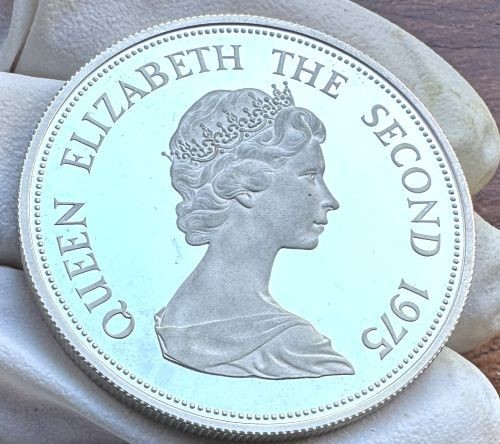 QUEEN ELIZABETH THE SECOND 1975